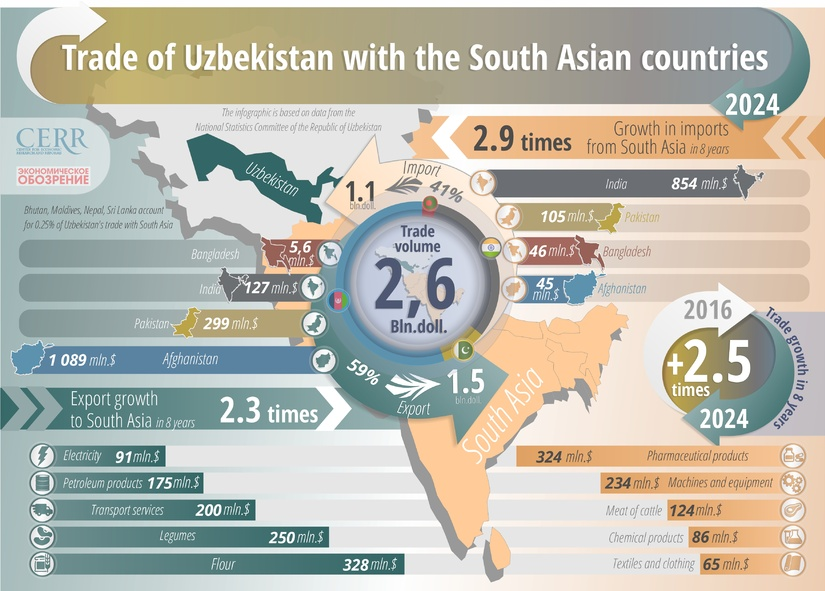 Trade of Uzbekistan with the South Asian countries
2024
The infographic is based on data from the
National Statistics Committee of the Republic of Uzbekistan
CERR
ЭКОНОМИЧЕСКОЕ
ОБОЗРЕНИЕ
Bhutan, Maldives, Nepal, Sri Lanka account
for 0.25% of Uzbekistan's trade with South Asia
Uzbekistan
2.9 times
Growth in imports
from South Asia in 8 years
Import
41%
1.1
bln.doll.
India 854 mln.$
105 mln.$ Pakistan
46 mln.$ Bangladesh
45
mln.$ Afghanistan
Trade
volume
2,6
Bln.doll.
Bangladesh 5,6
mln.$
India 127 mln.$
Pakistan 299 mln.$
1 089 mln.$ Afghanistan
59%
Export
1.5
bln.doll.
South Asia
Export growth
to South Asia in 8 years
2.3 times
2016
+2.5
times
2024
Trade growth in 8 years
Electricity 91 mln.$
Petroleum products 175 mln.$
Transport services 200 mln.$
Legumes 250 mln.$
Flour 328 mln.$
324 mln.$ Pharmaceutical products
234 mln.$ Machines and equipment
Meat of cattle 124 mln.$
Chemical products 86 mln.$
Textiles and clothing 65 mln.$